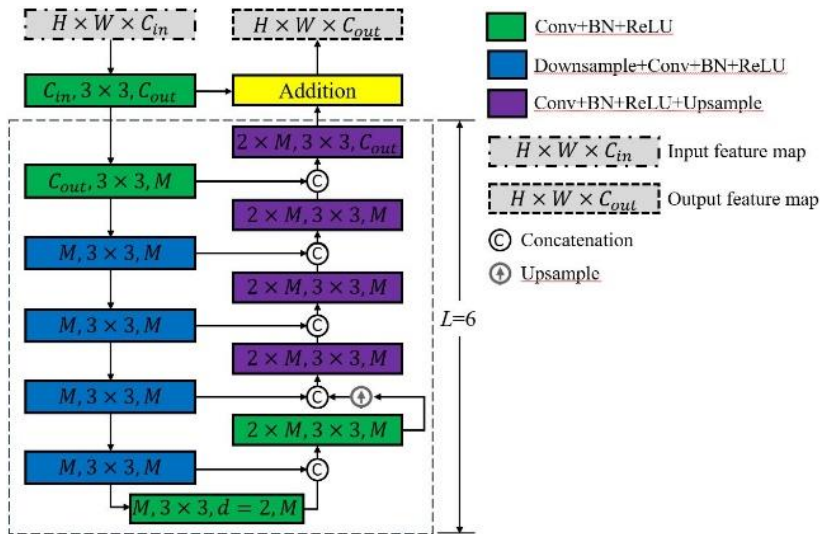 H × W × C_in
H × W × C_out
C_in, 3 × 3, C_out
Addition
2 × M, 3 × 3, C_out
C_out, 3 × 3, M
C
2 × M, 3 × 3, M
M, 3 × 3, M
C
2 × M, 3 × 3, M
M, 3 × 3, M
C
2 × M, 3 × 3, M
M, 3 × 3, M
C
2 × M, 3 × 3, M
M, 3 × 3, M
C
M, 3 × 3, d = 2, M
L=6
Conv+BN+ReLU
Downsample+Conv+BN+ReLU
Conv+BN+ReLU+Upsample
H × W × C_in Input feature map
H × W × C_out Output feature map
C Concatenation
Upsample